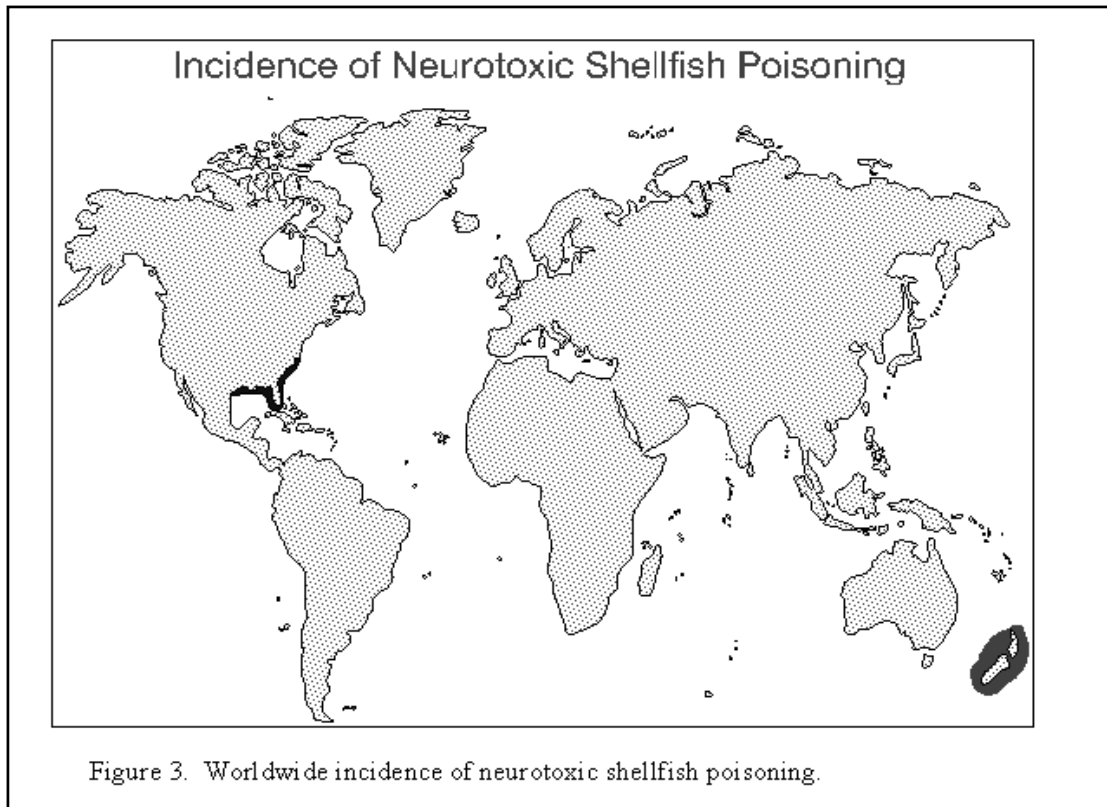 Incidence of Neurotoxic Shellfish Poisoning
Figure 3. Worldwide incidence of neurotoxic shellfish poisoning.